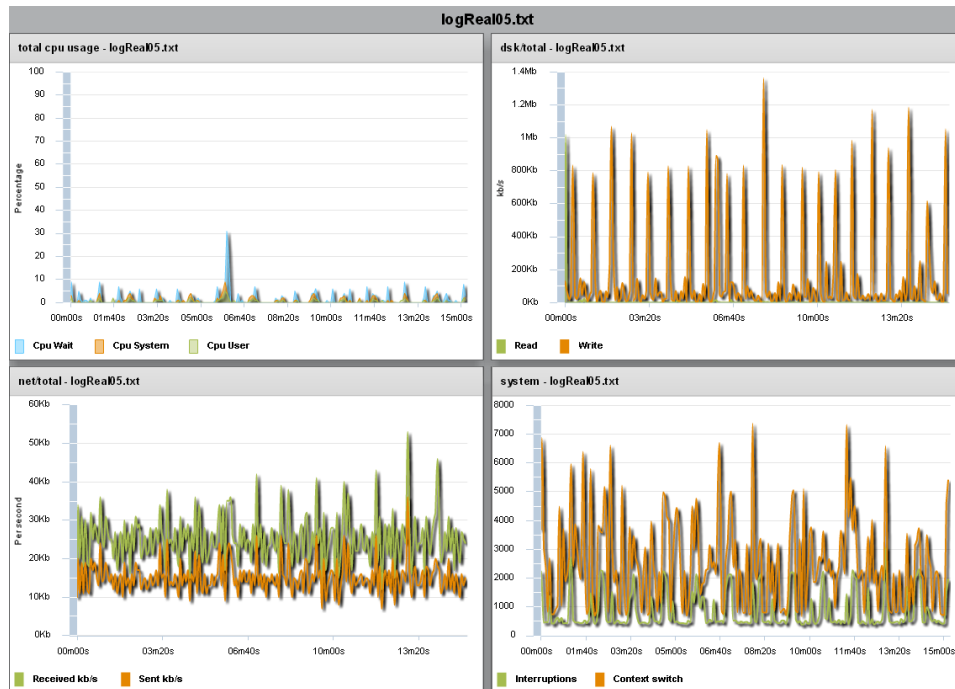 logReal05.txt
total cpu usage - logReal05.txt
100
90
80
70
60
50
40
30
20
10
0
Percentage
00m00s 01m40s 03m20s 05m00s 06m40s 08m20s 10m00s 11m40s 13m20s 15m00s
Cpu Wait Cpu System Cpu User
dsk/total - logReal05.txt
1.4Mb
1.2Mb
1Mb
800Kb
600Kb
400Kb
200Kb
0Kb
kb/s
00m00s 03m20s 06m40s 10m00s 13m20s
Read Write
net/total - logReal05.txt
60Kb
50Kb
40Kb
30Kb
20Kb
10Kb
0Kb
Per second
00m00s 03m20s 06m40s 10m00s 13m20s
Received kb/s Sent kb/s
system - logReal05.txt
8000
7000
6000
5000
4000
3000
2000
1000
0
00m00s 01m40s 03m20s 05m00s 06m40s 08m20s 10m00s 11m40s 13m20s 15m00s
Interruptions Context switch